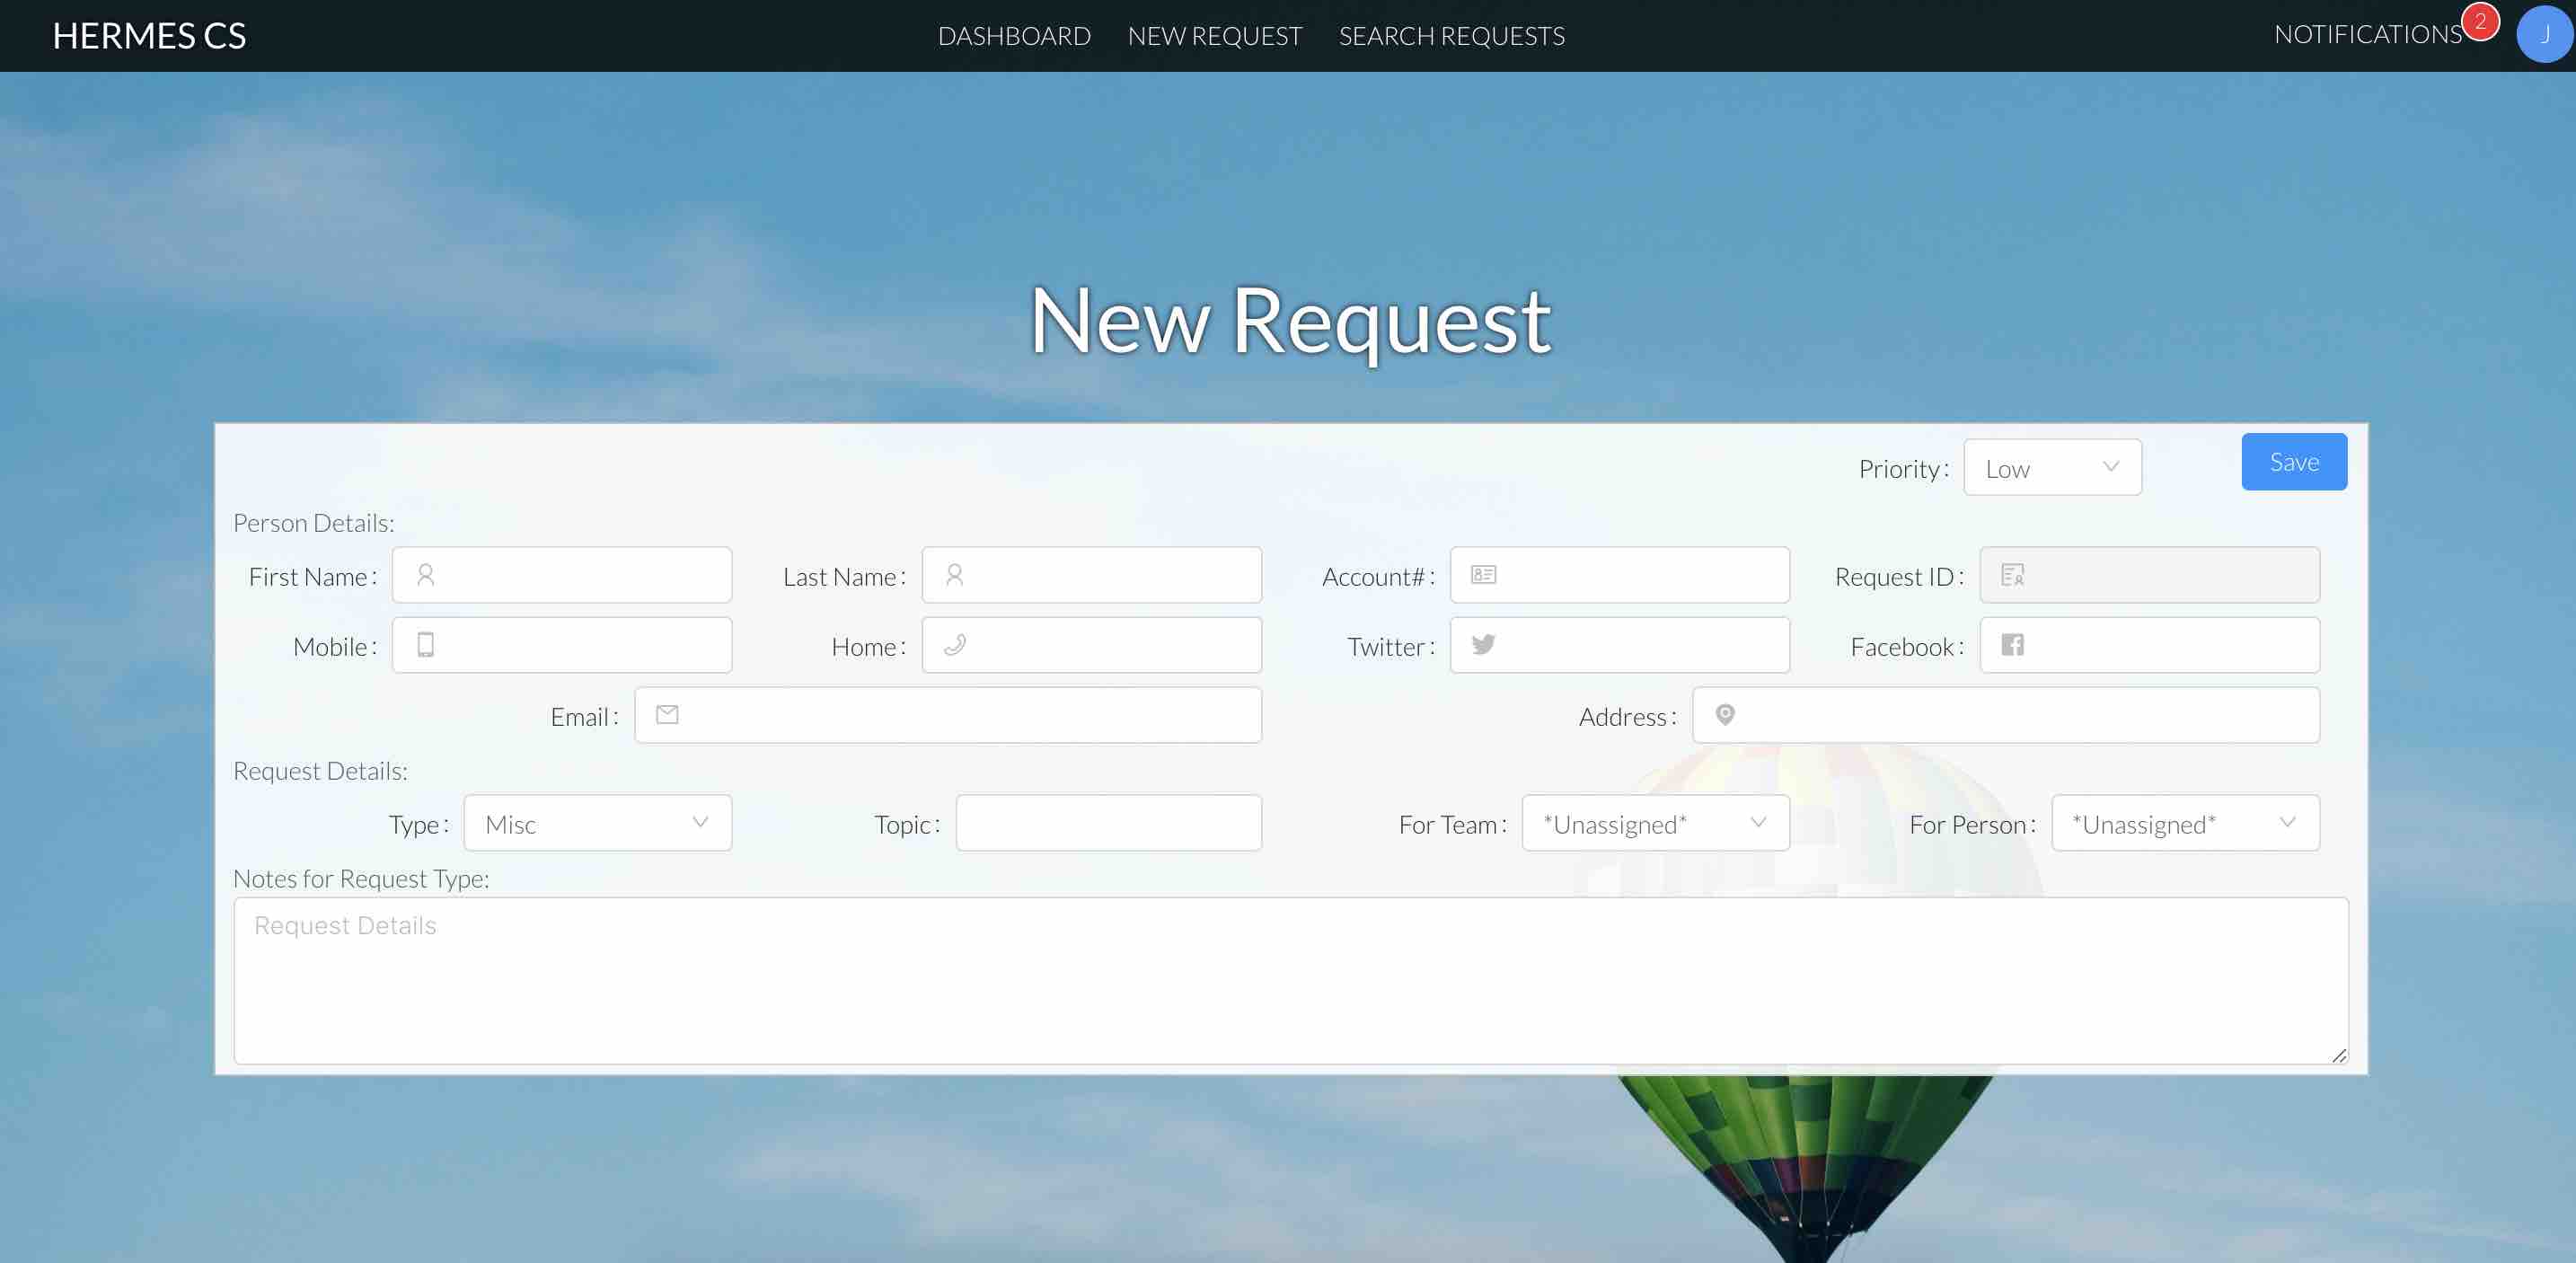 HERMES CS DASHBOARD NEW REQUEST SEARCH REQUESTS NOTIFICATIONS 2 J
New Request
Priority: Low Save
Person Details:
First Name: Last Name: Account#: Request ID:
Mobile: Home: Twitter: Facebook:
Email: Address:
Request Details:
Type: Misc Topic: For Team: *Unassigned* For Person: *Unassigned*
Notes for Request Type:
Request Details